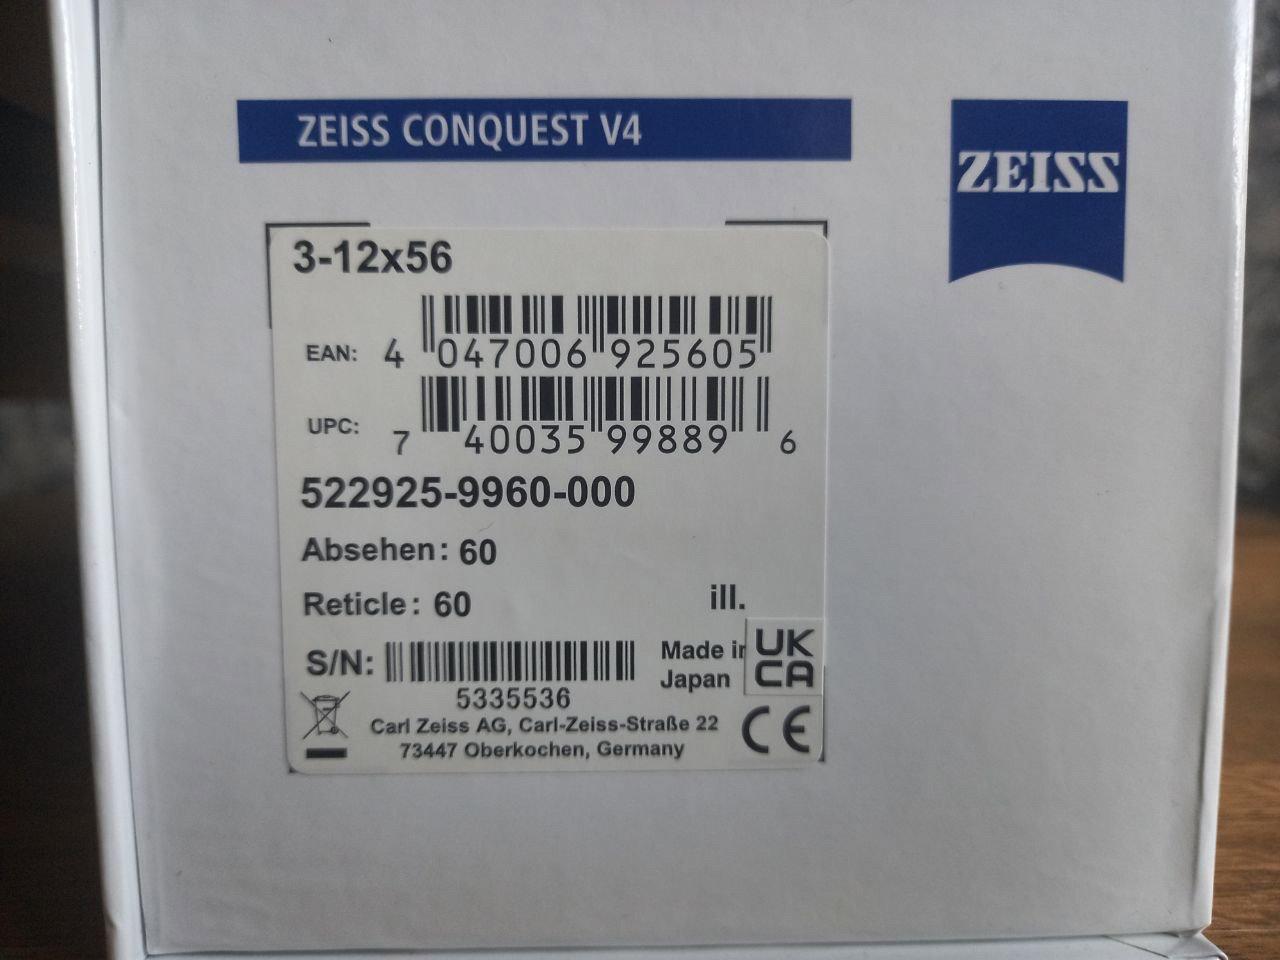 ZEISS CONQUEST V4
ZEISS
3-12x56
EAN: 4 047006 925605
UPC: 7 40035 99889 6
522925-9960-000
Absehen: 60
Reticle: 60 ill.
S/N:
5335536
Made in
Japan
UK
CA
CE
Carl Zeiss AG, Carl-Zeiss-Straße 22
73447 Oberkochen, Germany